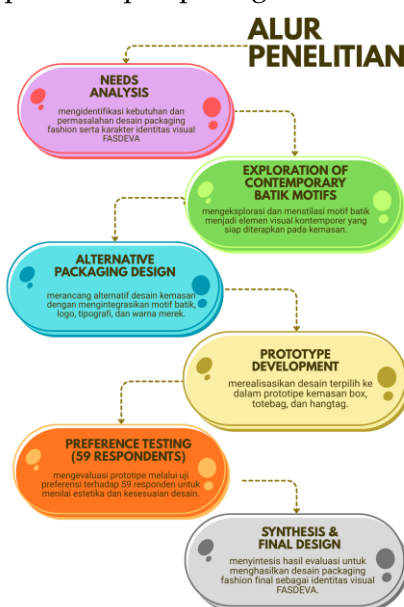 ALUR
PENELITIAN
NEEDS
ANALYSIS
mengidentifikasi kebutuhan dan
permasalahan desain packaging
fashion serta karakter identitas visual
FASDEVA
EXPLORATION OF
CONTEMPORARY
BATIK MOTIFS
mengeksplorasi dan menstilasi motif batik
menjadi elemen visual kontemporer yang
siap diterapkan pada kemasan.
ALTERNATIVE
PACKAGING DESIGN
merancang alternatif desain kemasan
dengan mengintegrasikan motif batik,
logo, tipografi, dan warna merek.
PROTOTYPE
DEVELOPMENT
merealisasikan desain terpilih ke
dalam prototipe kemasan box,
totebag, dan hangtag.
PREFERENCE TESTING
(59 RESPONDENTS)
mengevaluasi prototipe melalui uji
preferensi terhadap 59 responden untuk
menilai estetika dan kesesuaian desain.
SYNTHESIS &
FINAL DESIGN
menyintesis hasil evaluasi untuk
menghasilkan desain packaging
fashion final sebagai identitas visual
FASDEVA.